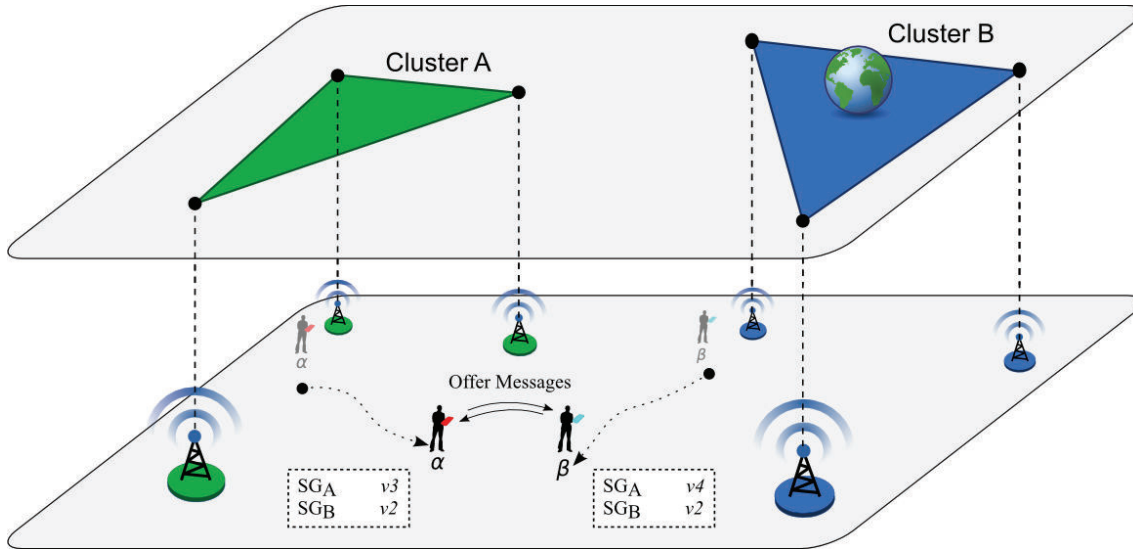 Cluster A
Cluster B
α
β
Offer Messages
α
β
SGA v3
SGB v2
SGA v4
SGB v2